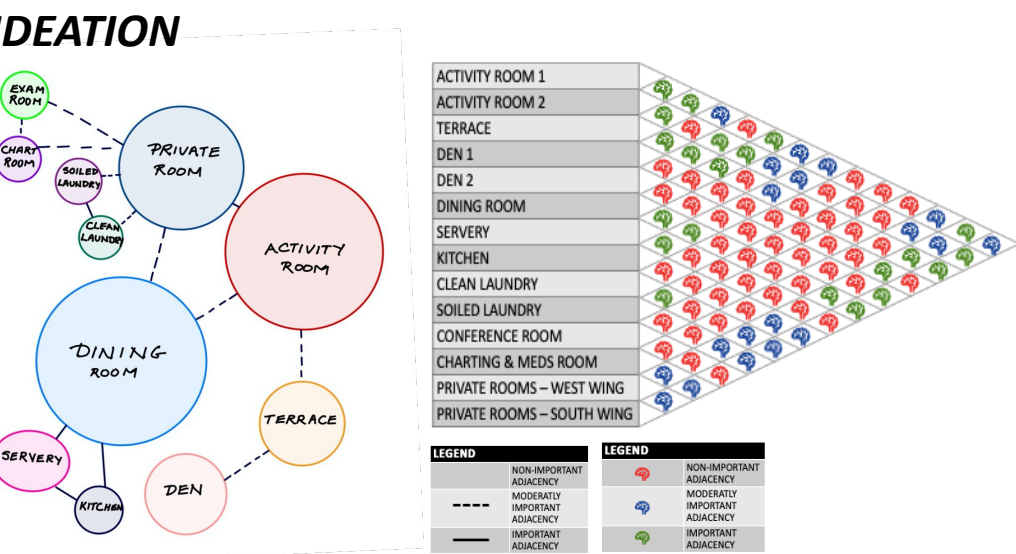 IDEATION
EXAM
ROOM
CHART
ROOM
SOILED
LAUNDRY
CLEAN
LAUNDRY
PRIVATE
ROOM
ACTIVITY
ROOM
DINING
ROOM
TERRACE
SERVERY
DEN
KITCHEN
ACTIVITY ROOM 1
ACTIVITY ROOM 2
TERRACE
DEN 1
DEN 2
DINING ROOM
SERVERY
KITCHEN
CLEAN LAUNDRY
SOILED LAUNDRY
CONFERENCE ROOM
CHARTING & MEDS ROOM
PRIVATE ROOMS – WEST WING
PRIVATE ROOMS – SOUTH WING
LEGEND
NON-IMPORTANT
ADJACENCY
MODERATLY
IMPORTANT
ADJACENCY
IMPORTANT
ADJACENCY
LEGEND
NON-IMPORTANT
ADJACENCY
MODERATLY
IMPORTANT
ADJACENCY
IMPORTANT
ADJACENCY